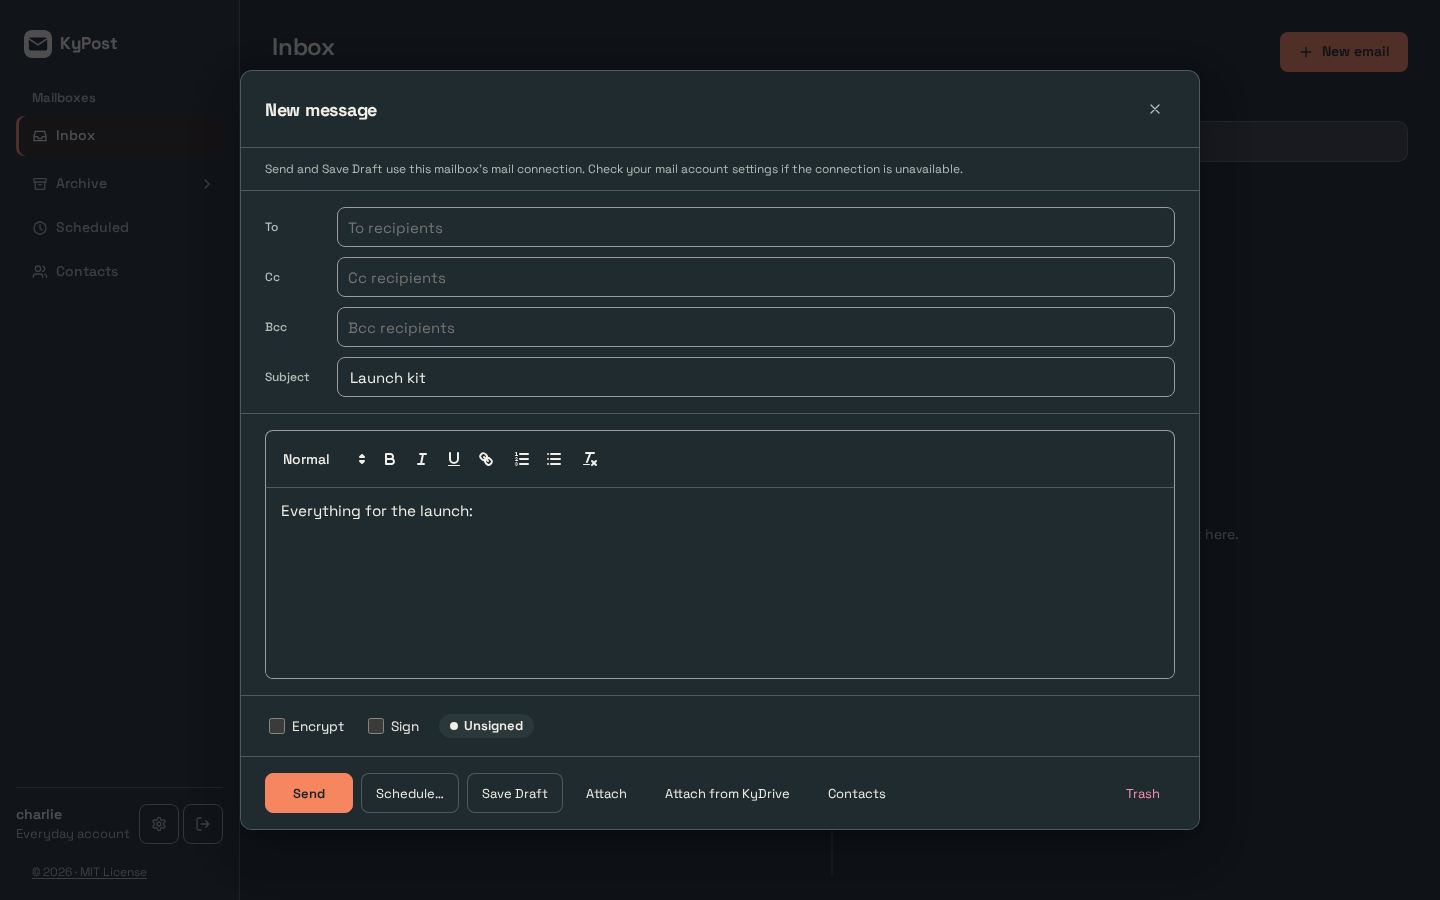 KyPost
Inbox
New email
Mailboxes
Inbox
Archive
Scheduled
Contacts
New message
Send and Save Draft use this mailbox's mail connection. Check your mail account settings if the connection is unavailable.
To
To recipients
Cc
Cc recipients
Bcc
Bcc recipients
Subject
Launch kit
Normal
Everything for the launch:
here.
Encrypt
Sign
Unsigned
Send
Schedule...
Save Draft
Attach
Attach from KyDrive
Contacts
Trash
charlie
Everyday account
© 2026 · MIT License